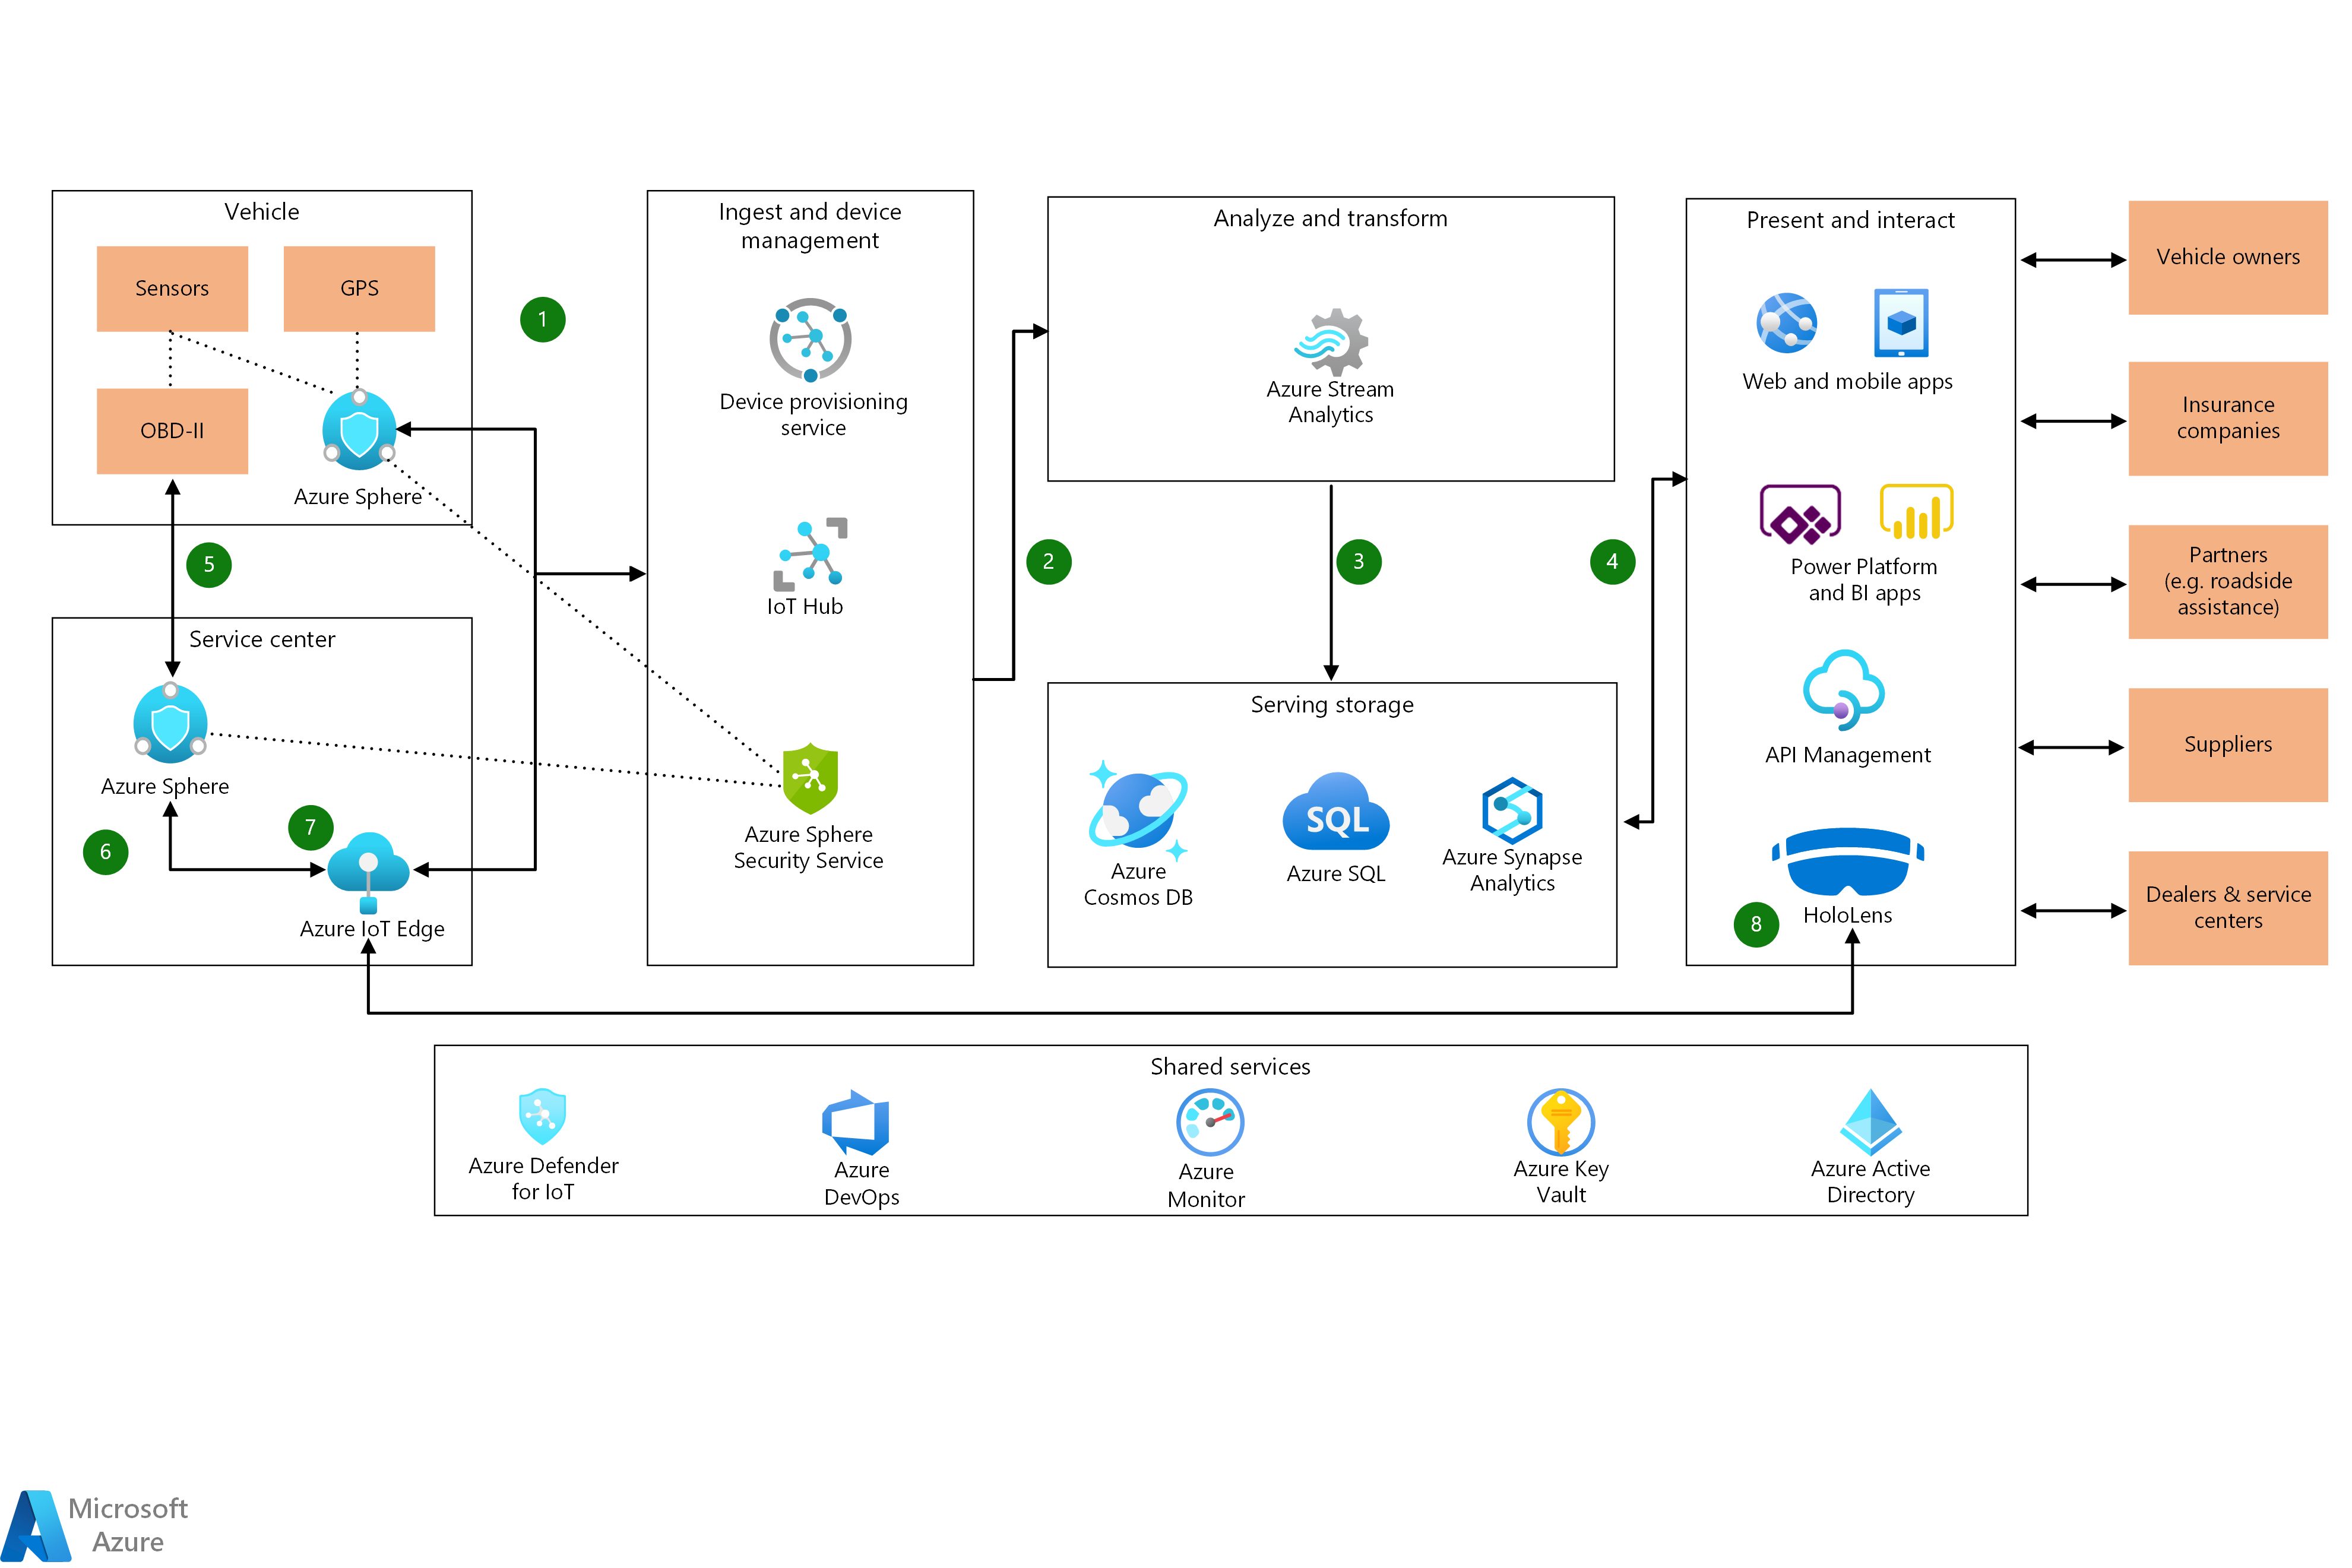 Vehicle
Sensors
GPS
OBD-II
Azure Sphere
1
5
Service center
Azure Sphere
6
7
Azure IoT Edge
Ingest and device
management
Device provisioning
service
IoT Hub
Azure Sphere
Security Service
2
Analyze and transform
Azure Stream
Analytics
3
Serving storage
Azure
Cosmos DB
Azure SQL
Azure Synapse
Analytics
4
Present and interact
Web and mobile apps
Power Platform
and BI apps
API Management
HoloLens
8
Vehicle owners
Insurance
companies
Partners
(e.g. roadside
assistance)
Suppliers
Dealers & service
centers
Shared services
Azure Defender
for IoT
Azure
DevOps
Azure
Monitor
Azure Key
Vault
Azure Active
Directory
SQL
Microsoft
Azure